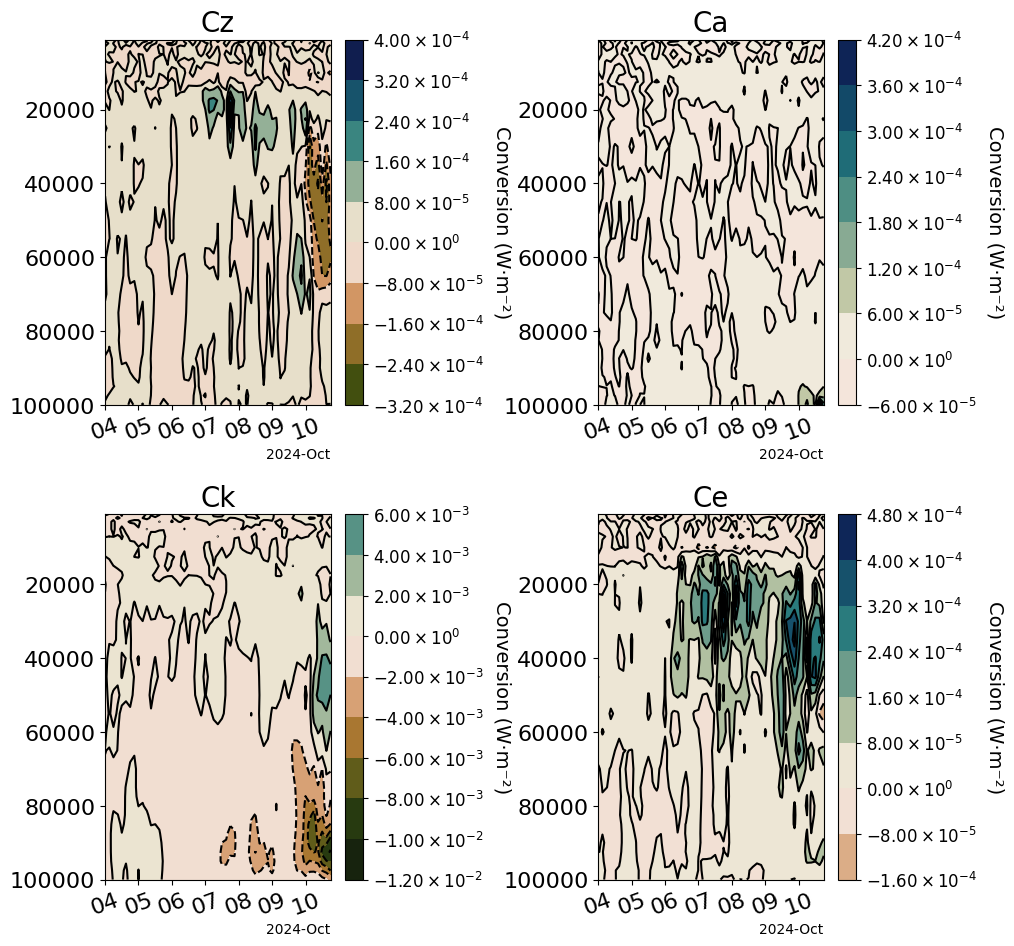 Cz
20000
40000
60000
80000
100000
04 05 06 07 08 09 10
2024-Oct
4.00 × 10⁻⁴
3.20 × 10⁻⁴
2.40 × 10⁻⁴
1.60 × 10⁻⁴
8.00 × 10⁻⁵
0.00 × 10⁰
−8.00 × 10⁻⁵
−1.60 × 10⁻⁴
−2.40 × 10⁻⁴
−3.20 × 10⁻⁴
Conversion (W·m⁻²)
Ca
20000
40000
60000
80000
100000
04 05 06 07 08 09 10
2024-Oct
4.20 × 10⁻⁴
3.60 × 10⁻⁴
3.00 × 10⁻⁴
2.40 × 10⁻⁴
1.80 × 10⁻⁴
1.20 × 10⁻⁴
6.00 × 10⁻⁵
0.00 × 10⁰
−6.00 × 10⁻⁵
Conversion (W·m⁻²)
Ck
20000
40000
60000
80000
100000
04 05 06 07 08 09 10
2024-Oct
6.00 × 10⁻³
4.00 × 10⁻³
2.00 × 10⁻³
0.00 × 10⁰
−2.00 × 10⁻³
−4.00 × 10⁻³
−6.00 × 10⁻³
−8.00 × 10⁻³
−1.00 × 10⁻²
−1.20 × 10⁻²
Conversion (W·m⁻²)
Ce
20000
40000
60000
80000
100000
04 05 06 07 08 09 10
2024-Oct
4.80 × 10⁻⁴
4.00 × 10⁻⁴
3.20 × 10⁻⁴
2.40 × 10⁻⁴
1.60 × 10⁻⁴
8.00 × 10⁻⁵
0.00 × 10⁰
−8.00 × 10⁻⁵
−1.60 × 10⁻⁴
Conversion (W·m⁻²)